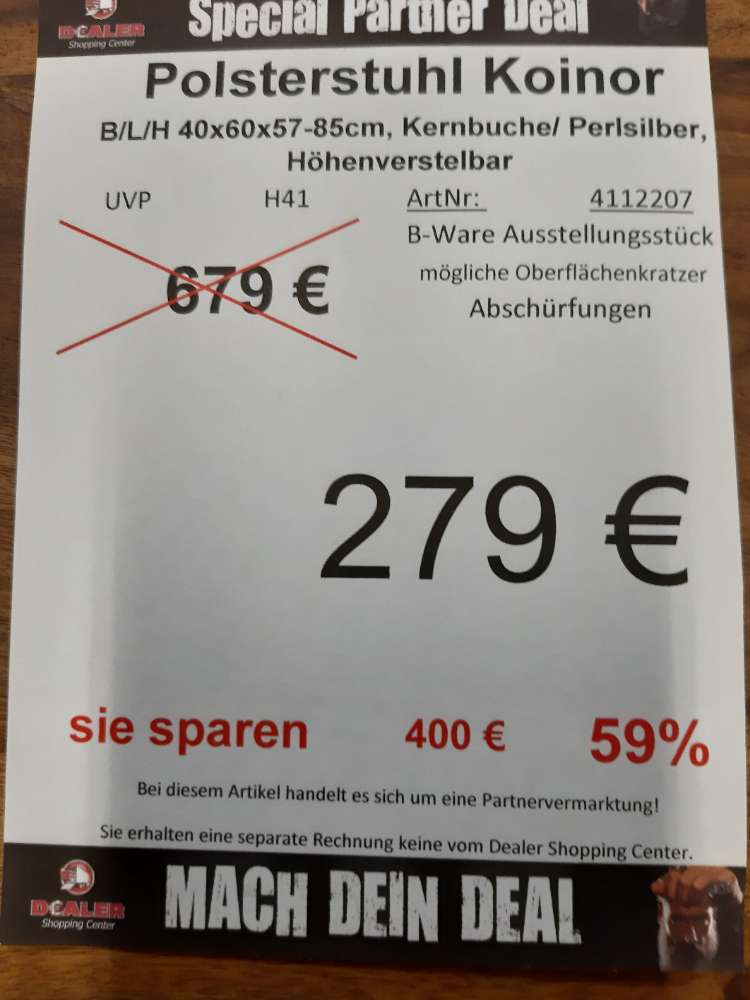 DEALER
Shopping Center
Special Partner Deal
Polsterstuhl Koinor
B/L/H 40x60x57-85cm, Kernbuche/ Perlsilber,
Höhenverstelbar
UVP H41 ArtNr: 4112207
B-Ware Ausstellungsstück
679 €
mögliche Oberflächenkratzer
Abschürfungen
279 €
sie sparen 400 € 59%
Bei diesem Artikel handelt es sich um eine Partnervermarktung!
Sie erhalten eine separate Rechnung keine vom Dealer Shopping Center.
DEALER
Shopping Center
MACH DEIN DEAL